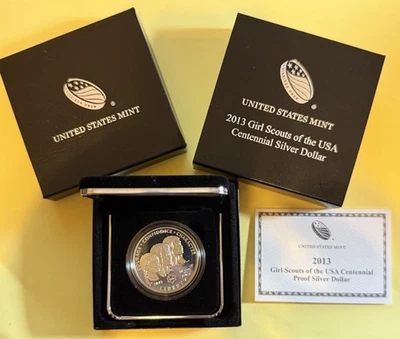 UNITED STATES MINT
UNITED STATES MINT
2013 Girl Scouts of the USA
Centennial Silver Dollar
COURAGE · CONFIDENCE · CHARACTER
LIBERTY
UNITED STATES MINT
2013
Girl Scouts of the USA Centennial
Proof Silver Dollar